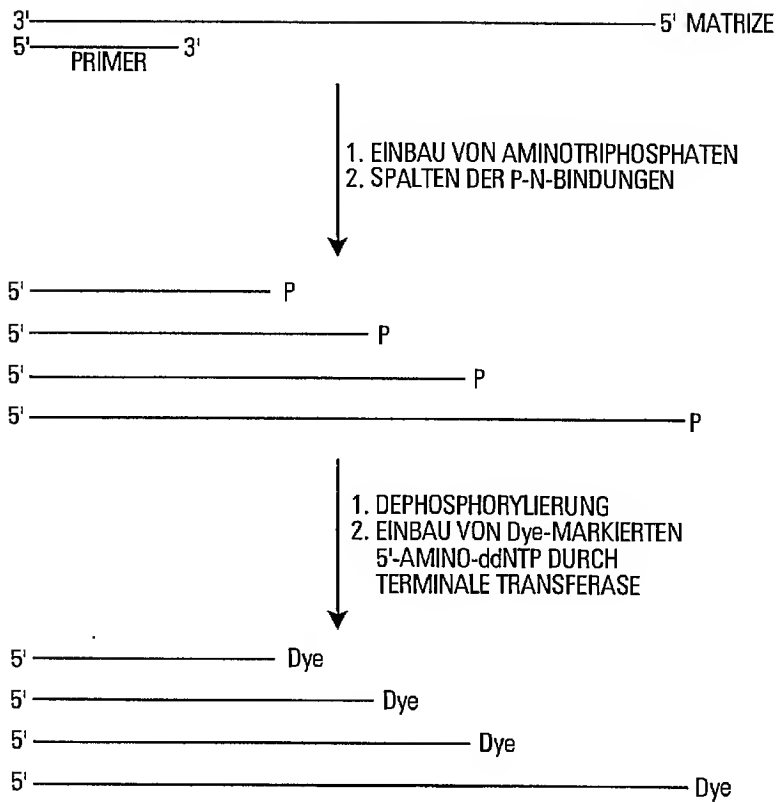 3' 5' MATRIZE
5' 3'
PRIMER
1. EINBAU VON AMINOTRIPHOSPHATEN
2. SPALTEN DER P-N-BINDUNGEN
5' P
5' P
5' P
5' P
1. DEPHOSPHORYLIERUNG
2. EINBAU VON Dye-MARKIERTEN
5'-AMINO-ddNTP DURCH
TERMINALE TRANSFERASE
5' Dye
5' Dye
5' Dye
5' Dye